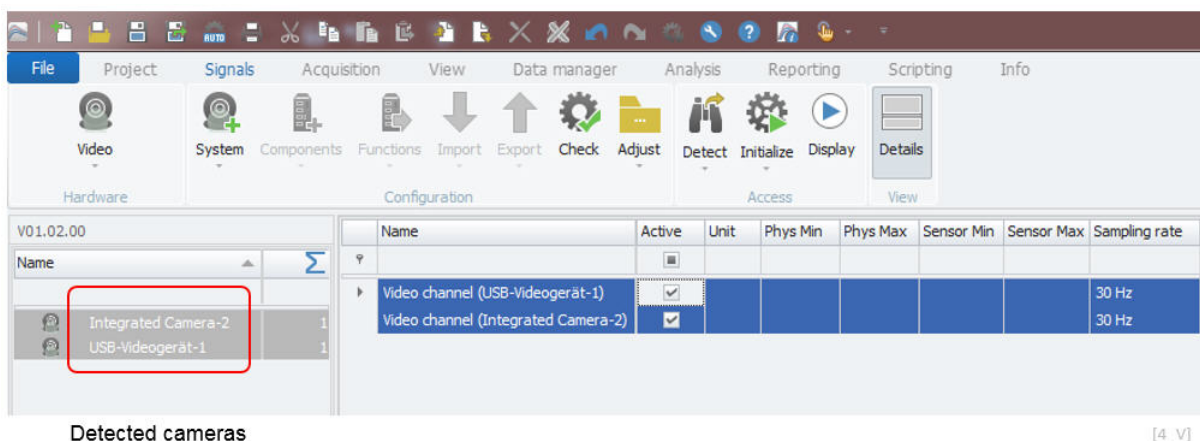 AUTO
File Project Signals Acquisition View Data manager Analysis Reporting Scripting Info
Video System Components Functions Import Export Check Adjust Detect Initialize Display Details
Hardware Configuration Access View
V01.02.00
Name Active Unit Phys Min Phys Max Sensor Min Sensor Max Sampling rate
Name Σ
Video channel (USB-Videogerät-1) 30 Hz
Video channel (Integrated Camera-2) 30 Hz
Integrated Camera-2 1
USB-Videogerät-1 1
Detected cameras
[4 V]